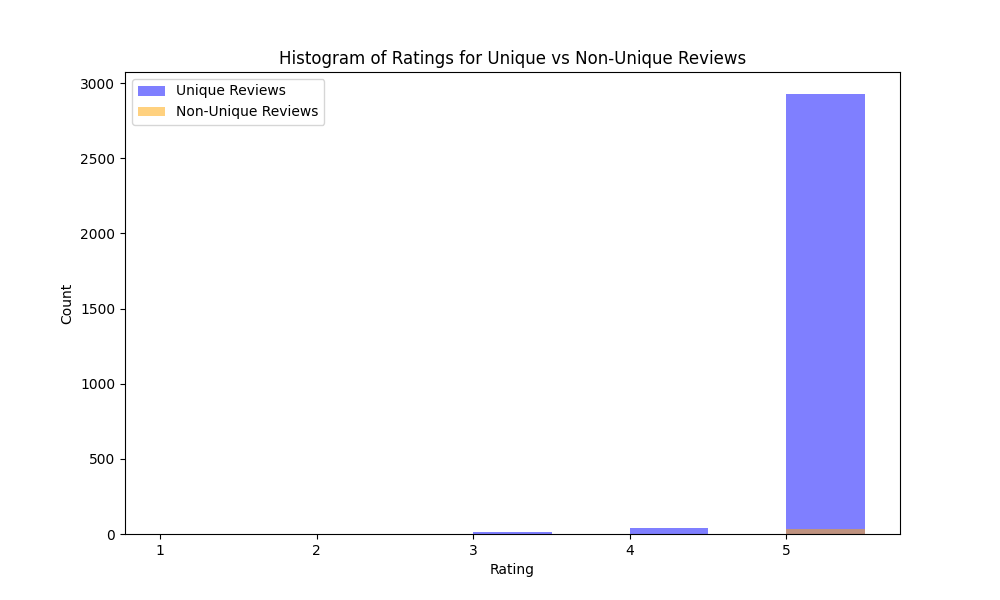 Histogram of Ratings for Unique vs Non-Unique Reviews
Unique Reviews
Non-Unique Reviews
3000
2500
2000
1500
1000
500
0
Count
1 2 3 4 5
Rating